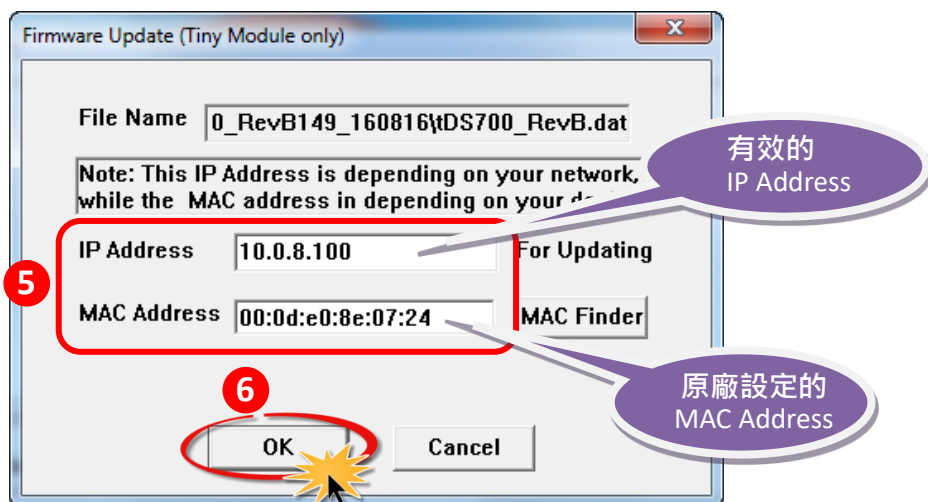 Firmware Update (Tiny Module only)
x
File Name 0_RevB149_160816\tDS700_RevB.dat
有效的
IP Address
Note: This IP Address is depending on your network,
while the MAC address in depending on your
5
IP Address 10.0.8.100 For Updating
MAC Address 00:0d:e0:8e:07:24 MAC Finder
原廠設定的
MAC Address
6
OK Cancel